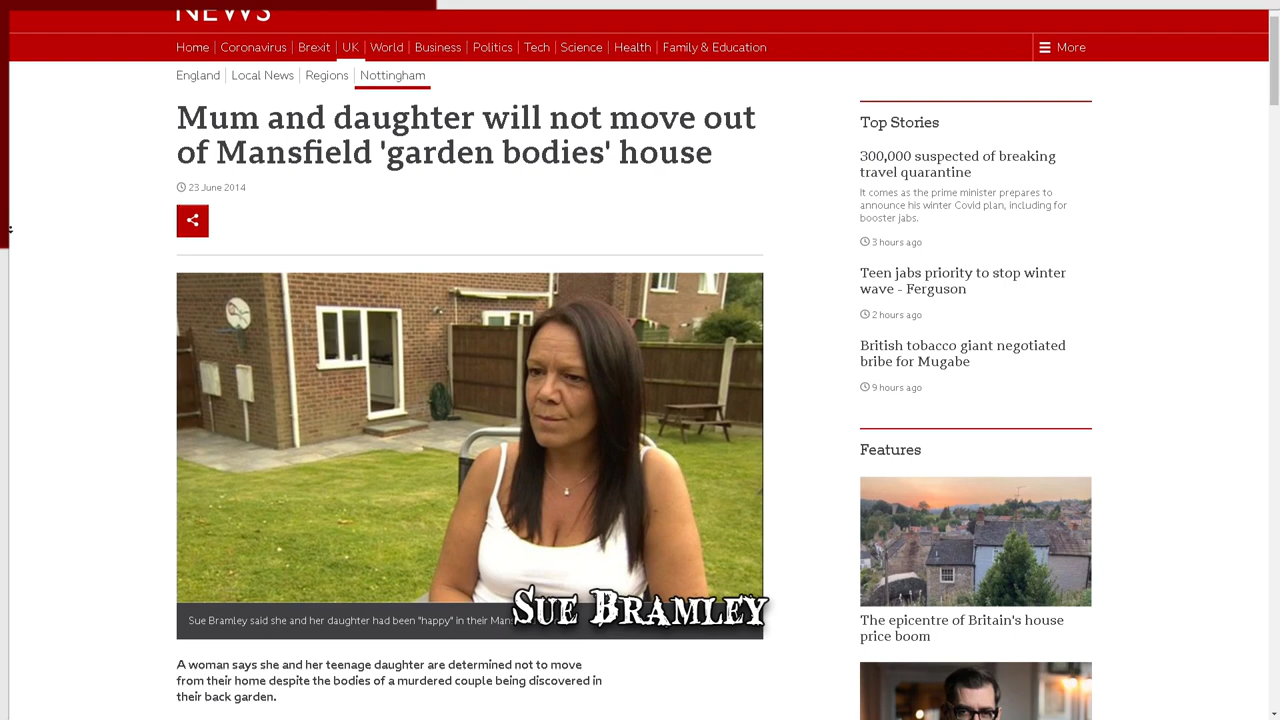 NEWS
Home
Coronavirus
Brexit
UK
World
Business
Politics
Tech
Science
Health
Family & Education
More
England
Local News
Regions
Nottingham
Mum and daughter will not move out
of Mansfield 'garden bodies' house
23 June 2014
Sue Bramley said she and her daughter had been "happy" in their
SUE BRAMLEY
A woman says she and her teenage daughter are determined not to move
from their home despite the bodies of a murdered couple being discovered in
their back garden.
Top Stories
300,000 suspected of breaking
travel quarantine
It comes as the prime minister prepares to
announce his winter Covid plan, including for
booster jabs.
3 hours ago
Teen jabs priority to stop winter
wave - Ferguson
2 hours ago
British tobacco giant negotiated
bribe for Mugabe
9 hours ago
Features
The epicentre of Britain's house
price boom